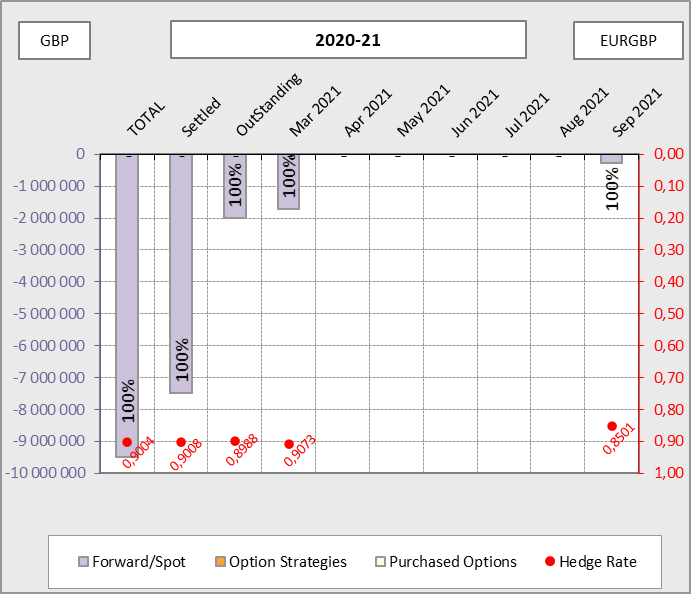 GBP
2020-21
EURGBP
TOTAL
Settled
OutStanding
Mar 2021
Apr 2021
May 2021
Jun 2021
Jul 2021
Aug 2021
Sep 2021
0
-1 000 000
-2 000 000
-3 000 000
-4 000 000
-5 000 000
-6 000 000
-7 000 000
-8 000 000
-9 000 000
-10 000 000
100%
100%
100%
100%
100%
0,9004
0,9008
0,8988
0,9073
0,8501
0,00
0,10
0,20
0,30
0,40
0,50
0,60
0,70
0,80
0,90
1,00
Forward/Spot
Option Strategies
Purchased Options
Hedge Rate